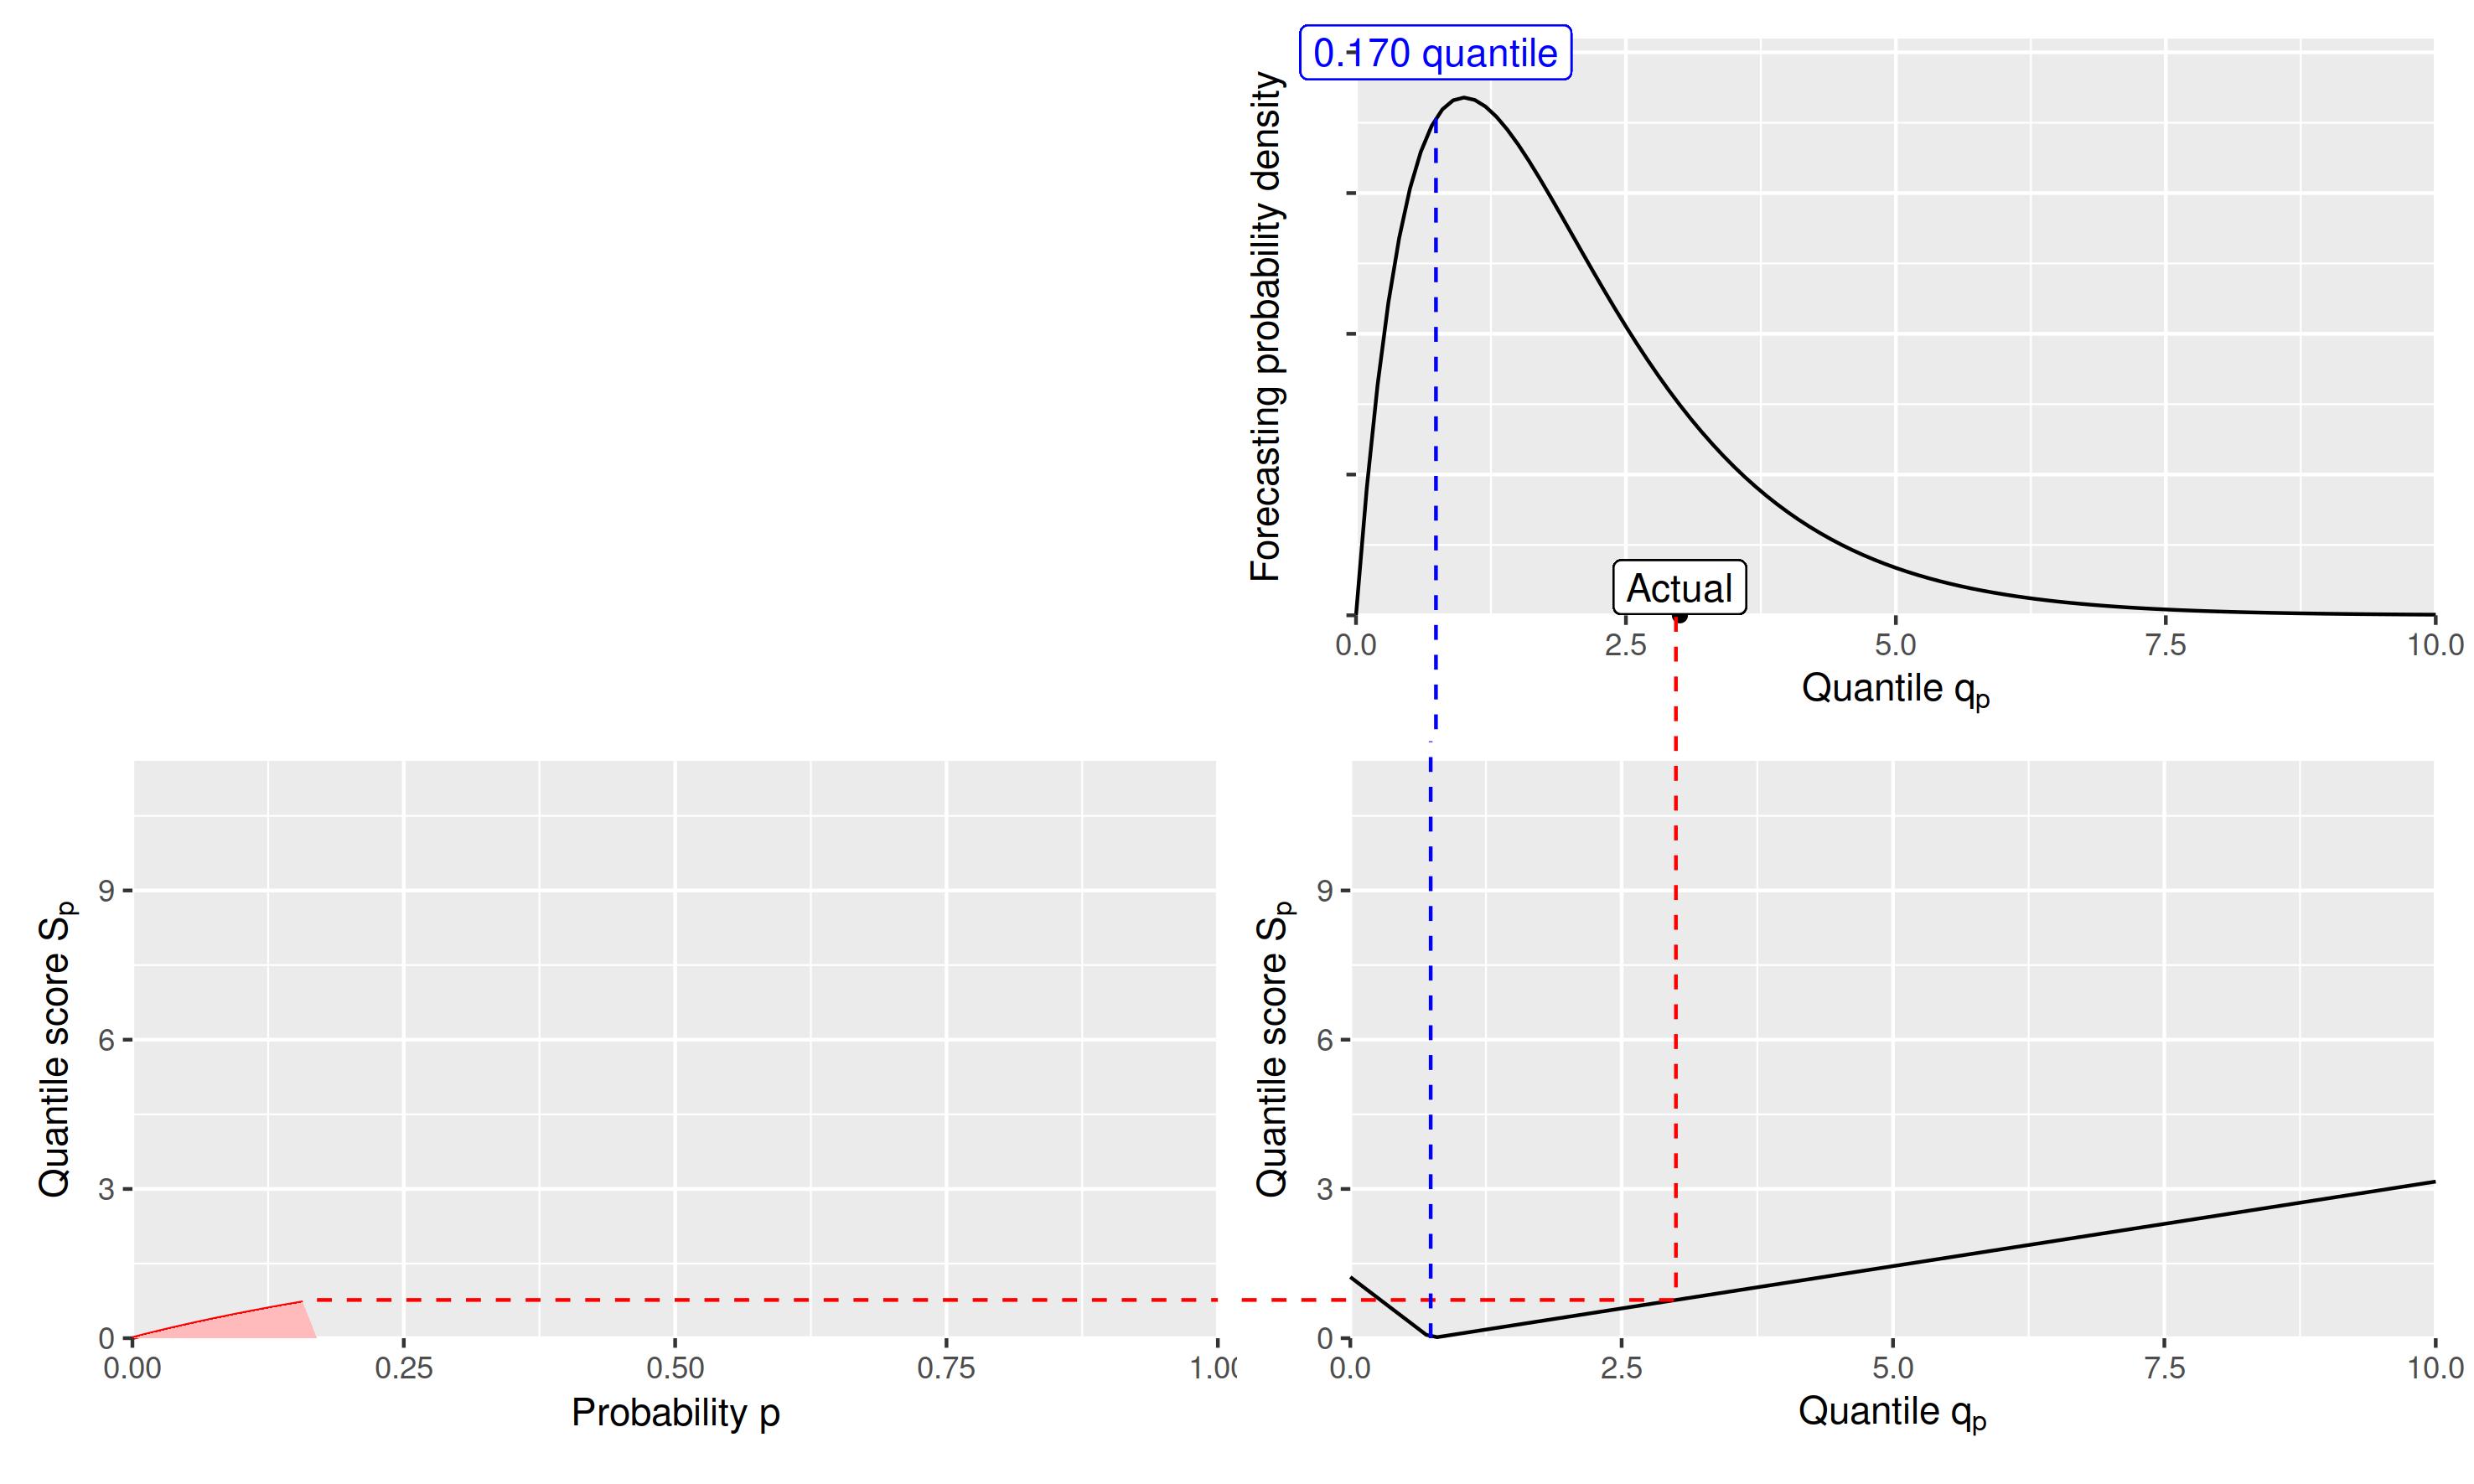 0.170 quantile
Forecasting probability density
Actual
0.0 2.5 5.0 7.5 10.0
Quantile qp
Quantile score Sp
9
6
3
0
0.00 0.25 0.50 0.75 1.0
Probability p
Quantile score Sp
9
6
3
0
0.0 2.5 5.0 7.5 10.0
Quantile qp